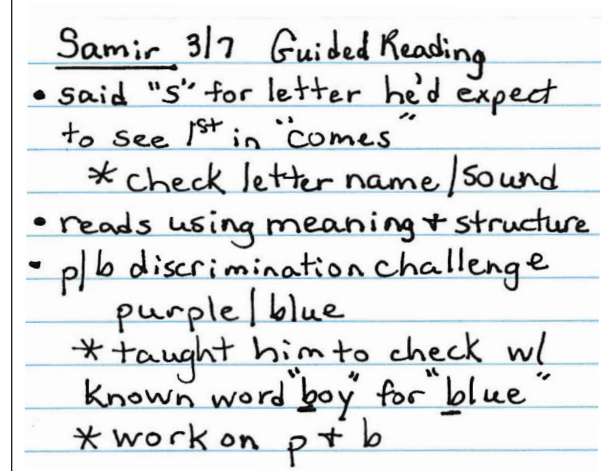 Samir 3/7 Guided Reading
• said "s" for letter he'd expect
to see 1st in "comes"
* check letter name/sound
• reads using meaning + structure
• p/b discrimination challenge
purple/blue
* taught him to check w/
known word "boy" for "blue"
* work on p + b